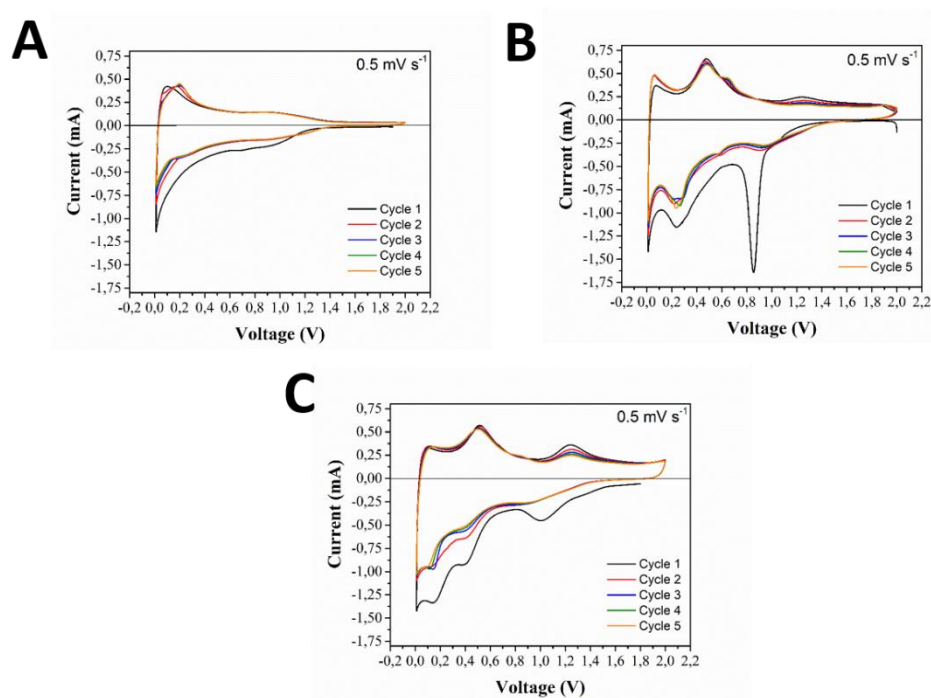 A
0.5 mV s⁻¹
0,75
0,50
0,25
0,00
-0,25
-0,50
-0,75
-1,00
-1,25
-1,50
-1,75
Current (mA)
Cycle 1
Cycle 2
Cycle 3
Cycle 4
Cycle 5
-0,2 0,0 0,2 0,4 0,6 0,8 1,0 1,2 1,4 1,6 1,8 2,0 2,2
Voltage (V)
B
0.5 mV s⁻¹
0,75
0,50
0,25
0,00
-0,25
-0,50
-0,75
-1,00
-1,25
-1,50
-1,75
Current (mA)
Cycle 1
Cycle 2
Cycle 3
Cycle 4
Cycle 5
-0,2 0,0 0,2 0,4 0,6 0,8 1,0 1,2 1,4 1,6 1,8 2,0 2,2
Voltage (V)
C
0.5 mV s⁻¹
0,75
0,50
0,25
0,00
-0,25
-0,50
-0,75
-1,00
-1,25
-1,50
-1,75
Current (mA)
Cycle 1
Cycle 2
Cycle 3
Cycle 4
Cycle 5
-0,2 0,0 0,2 0,4 0,6 0,8 1,0 1,2 1,4 1,6 1,8 2,0 2,2
Voltage (V)